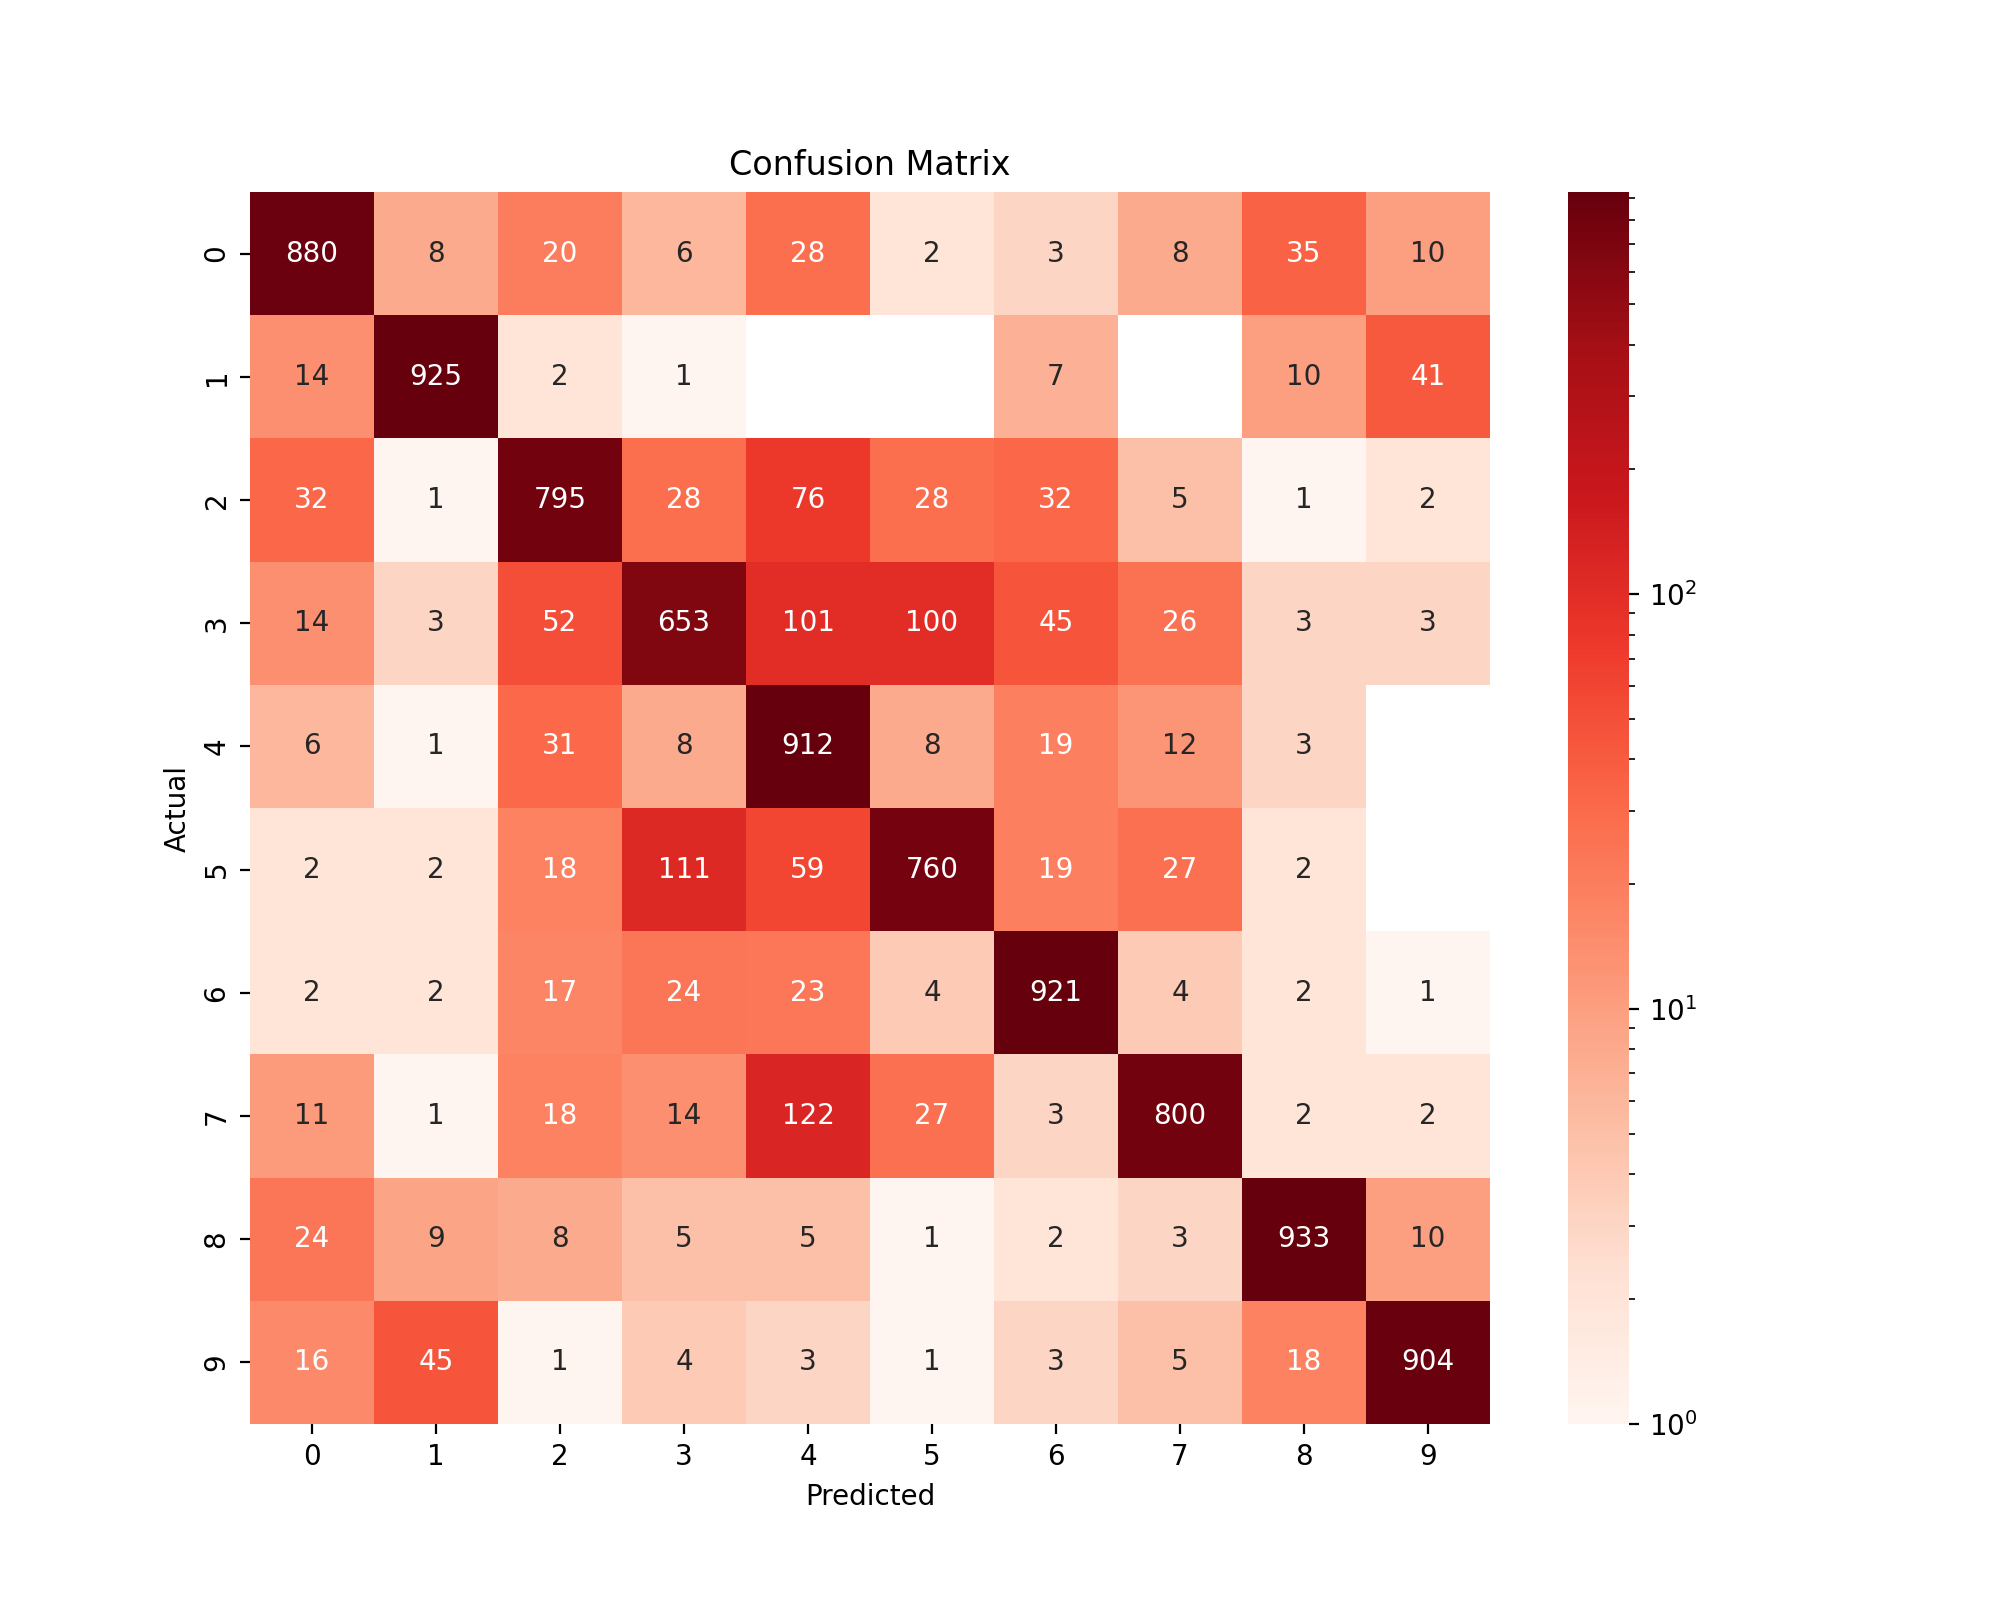 Confusion Matrix
0 880 8 20 6 28 2 3 8 35 10
1 14 925 2 1 7 10 41
2 32 1 795 28 76 28 32 5 1 2
3 14 3 52 653 101 100 45 26 3 3
4 6 1 31 8 912 8 19 12 3
5 2 2 18 111 59 760 19 27 2
6 2 2 17 24 23 4 921 4 2 1
7 11 1 18 14 122 27 3 800 2 2
8 24 9 8 5 5 1 2 3 933 10
9 16 45 1 4 3 1 3 5 18 904
0 1 2 3 4 5 6 7 8 9
Predicted
Actual
10²
10¹
10⁰